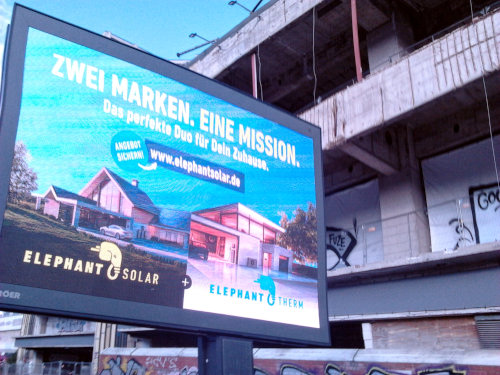 ZWEI MARKEN. EINE MISSION.
Das perfekte Duo für Dein Zuhause.
ANGEBOT
SICHERN!
www.elephantsolar.de
ELEPHANT SOLAR
+
ELEPHANT THERM
FUZE